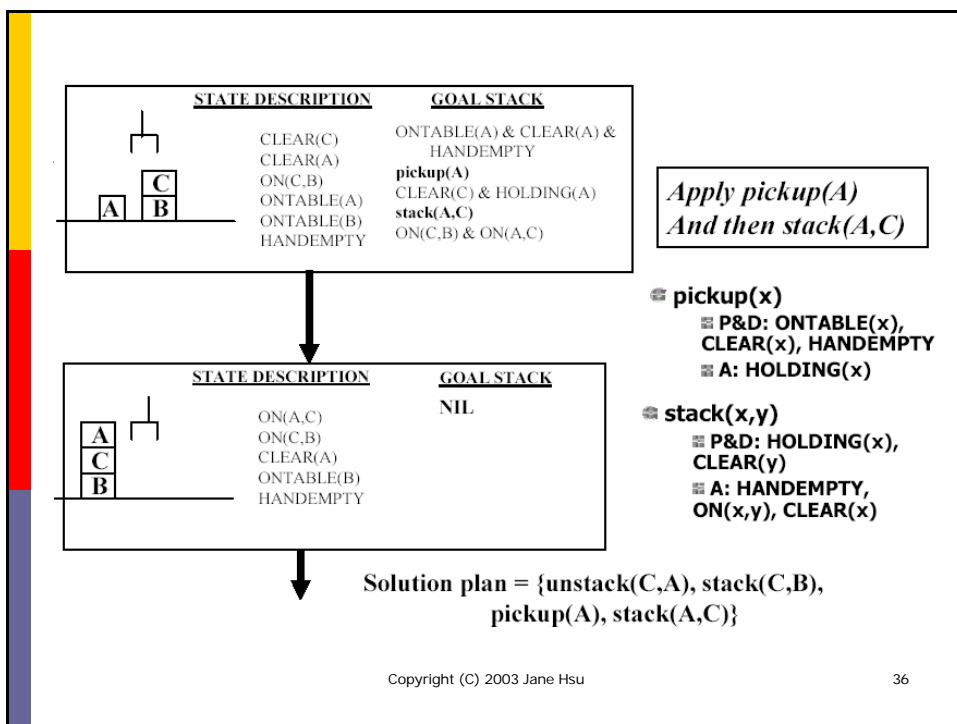 STATE DESCRIPTION
GOAL STACK
CLEAR(C)
CLEAR(A)
ON(C,B)
ONTABLE(A)
ONTABLE(B)
HANDEMPTY
ONTABLE(A) & CLEAR(A) &
HANDEMPTY
pickup(A)
CLEAR(C) & HOLDING(A)
stack(A,C)
ON(C,B) & ON(A,C)
C
A B
Apply pickup(A)
And then stack(A,C)
pickup(x)
P&D: ONTABLE(x),
CLEAR(x), HANDEMPTY
A: HOLDING(x)
stack(x,y)
P&D: HOLDING(x),
CLEAR(y)
A: HANDEMPTY,
ON(x,y), CLEAR(x)
STATE DESCRIPTION
GOAL STACK
ON(A,C)
ON(C,B)
CLEAR(A)
ONTABLE(B)
HANDEMPTY
NIL
A
C
B
Solution plan = {unstack(C,A), stack(C,B),
pickup(A), stack(A,C)}
Copyright (C) 2003 Jane Hsu
36